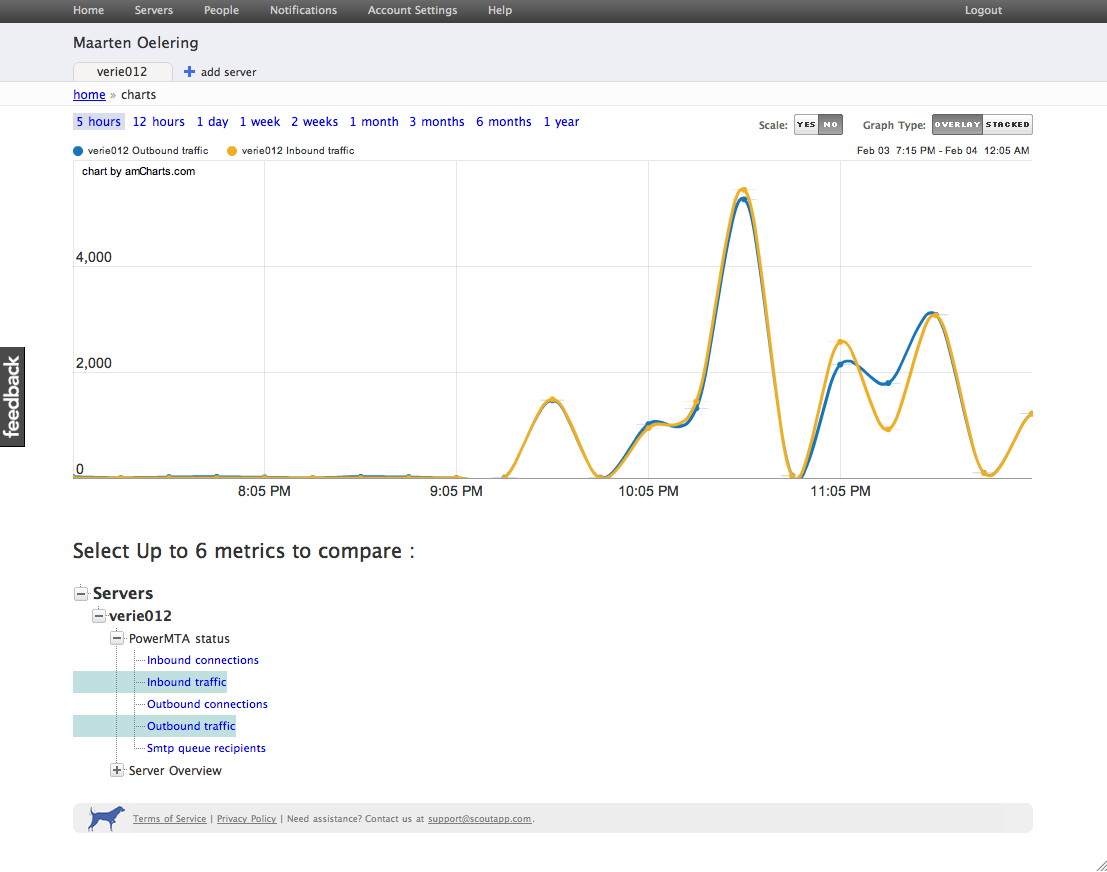 Home Servers People Notifications Account Settings Help Logout
Maarten Oelering
verie012 add server
home » charts
5 hours 12 hours 1 day 1 week 2 weeks 1 month 3 months 6 months 1 year
Scale: YES NO Graph Type: OVERLAY STACKED
verie012 Outbound traffic verie012 Inbound traffic Feb 03 7:15 PM - Feb 04 12:05 AM
chart by amCharts.com
4,000
2,000
0
8:05 PM 9:05 PM 10:05 PM 11:05 PM
feedback
Select Up to 6 metrics to compare :
Servers
verie012
PowerMTA status
Inbound connections
Inbound traffic
Outbound connections
Outbound traffic
Smtp queue recipients
Server Overview
Terms of Service | Privacy Policy | Need assistance? Contact us at support@scoutapp.com.